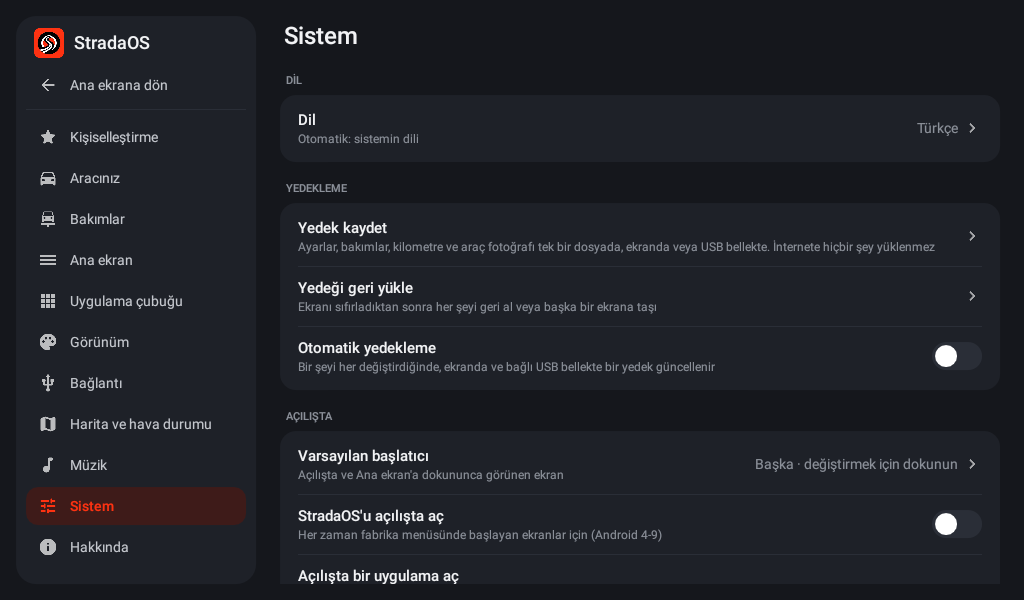 StradaOS
Ana ekrana dön
Kişiselleştirme
Aracınız
Bakımlar
Ana ekran
Uygulama çubuğu
Görünüm
Bağlantı
Harita ve hava durumu
Müzik
Sistem
Hakkında
Sistem
DİL
Dil
Otomatik: sistemin dili
Türkçe
YEDEKLEME
Yedek kaydet
Ayarlar, bakımlar, kilometre ve araç fotoğrafı tek bir dosyada, ekranda veya USB bellekte. İnternete hiçbir şey yüklenmez
Yedeği geri yükle
Ekranı sıfırladıktan sonra her şeyi geri al veya başka bir ekrana taşı
Otomatik yedekleme
Bir şeyi her değiştirdiğinde, ekranda ve bağlı USB bellekte bir yedek güncellenir
AÇILIŞTA
Varsayılan başlatıcı
Açılışta ve Ana ekran'a dokununca görünen ekran
Başka · değiştirmek için dokunun
StradaOS'u açılışta aç
Her zaman fabrika menüsünde başlayan ekranlar için (Android 4-9)
Açılışta bir uygulama aç